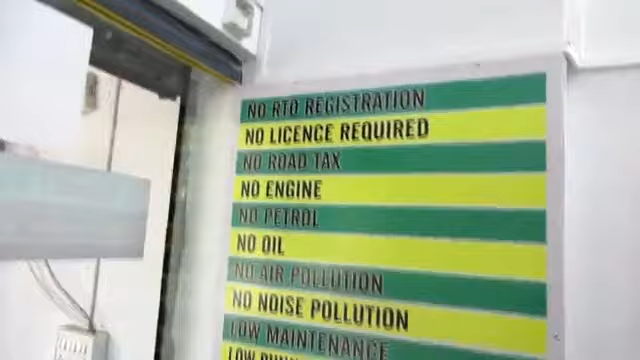 NO RTO REGISTRATION
NO LICENCE REQUIRED
NO ROAD TAX
NO ENGINE
NO PETROL
NO OIL
NO AIR POLLUTION
NO NOISE POLLUTION
LOW MAINTENANCE
LOW